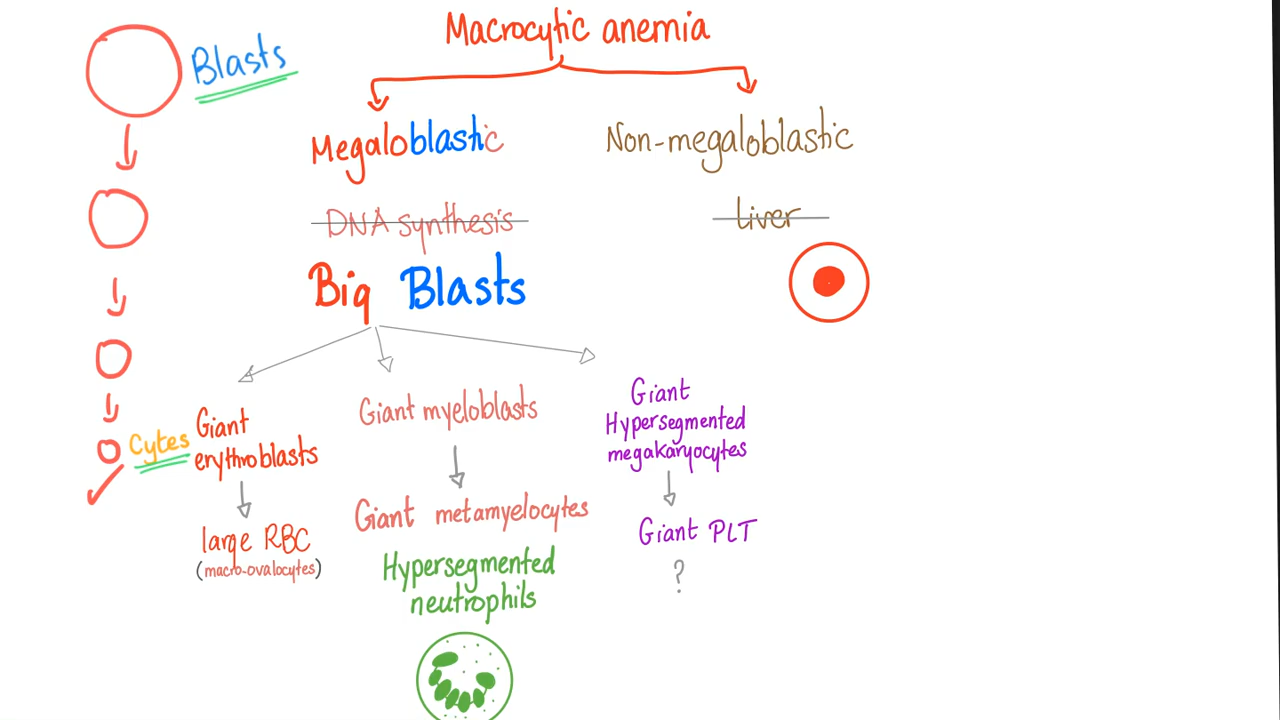 Macrocytic anemia
Blasts
Megaloblastic
Non-megaloblastic
DNA synthesis
liver
Big Blasts
Giant
erythroblasts
large RBC
(macro-ovalocytes)
Cytes
Giant myeloblasts
Giant metamyelocytes
Hypersegmented
neutrophils
Giant
Hypersegmented
megakaryocytes
Giant PLT
?